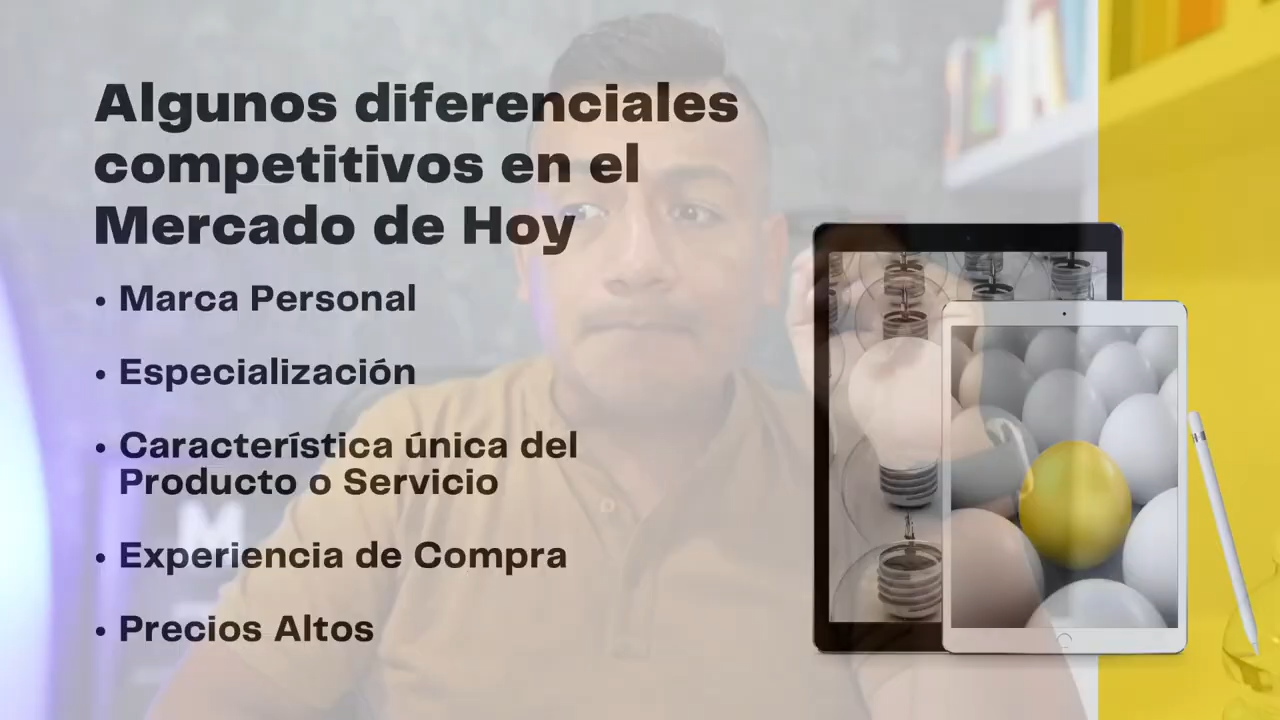 Algunos diferenciales
competitivos en el
Mercado de Hoy
• Marca Personal
• Especialización
• Característica única del
Producto o Servicio
• Experiencia de Compra
• Precios Altos
M